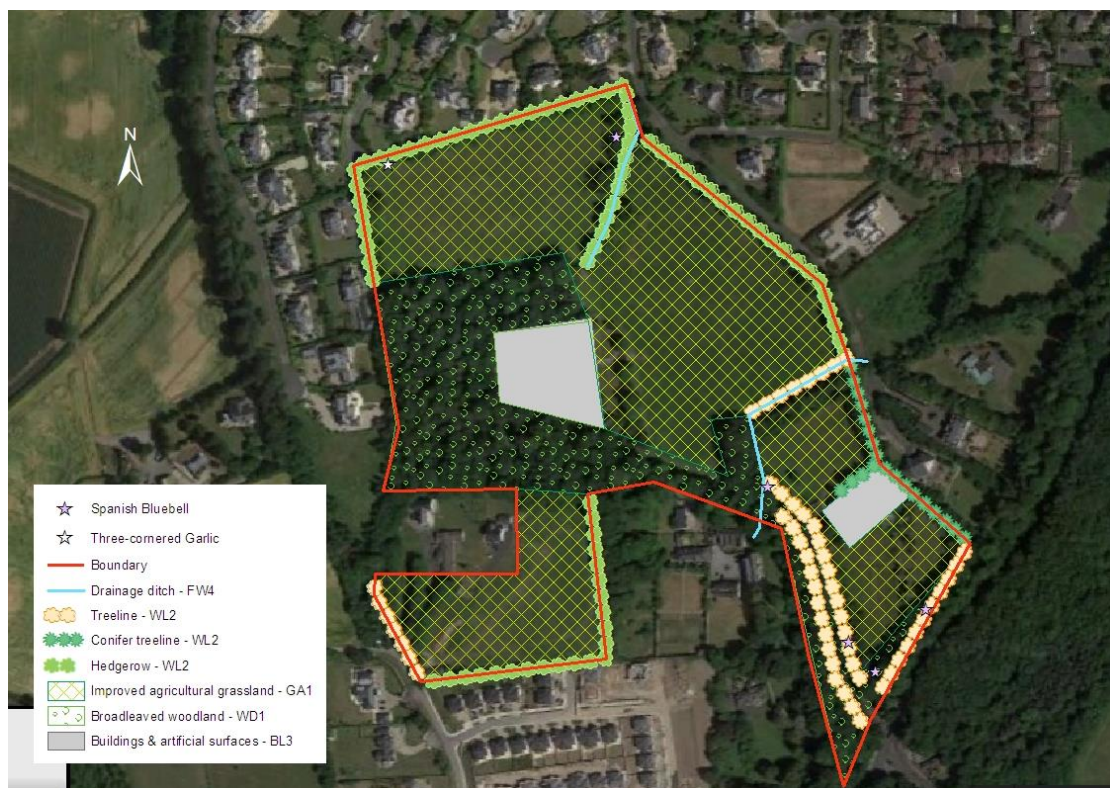 N
Spanish Bluebell
Three-cornered Garlic
Boundary
Drainage ditch - FW4
Treeline - WL2
Conifer treeline - WL2
Hedgerow - WL2
Improved agricultural grassland - GA1
Broadleaved woodland - WD1
Buildings & artificial surfaces - BL3